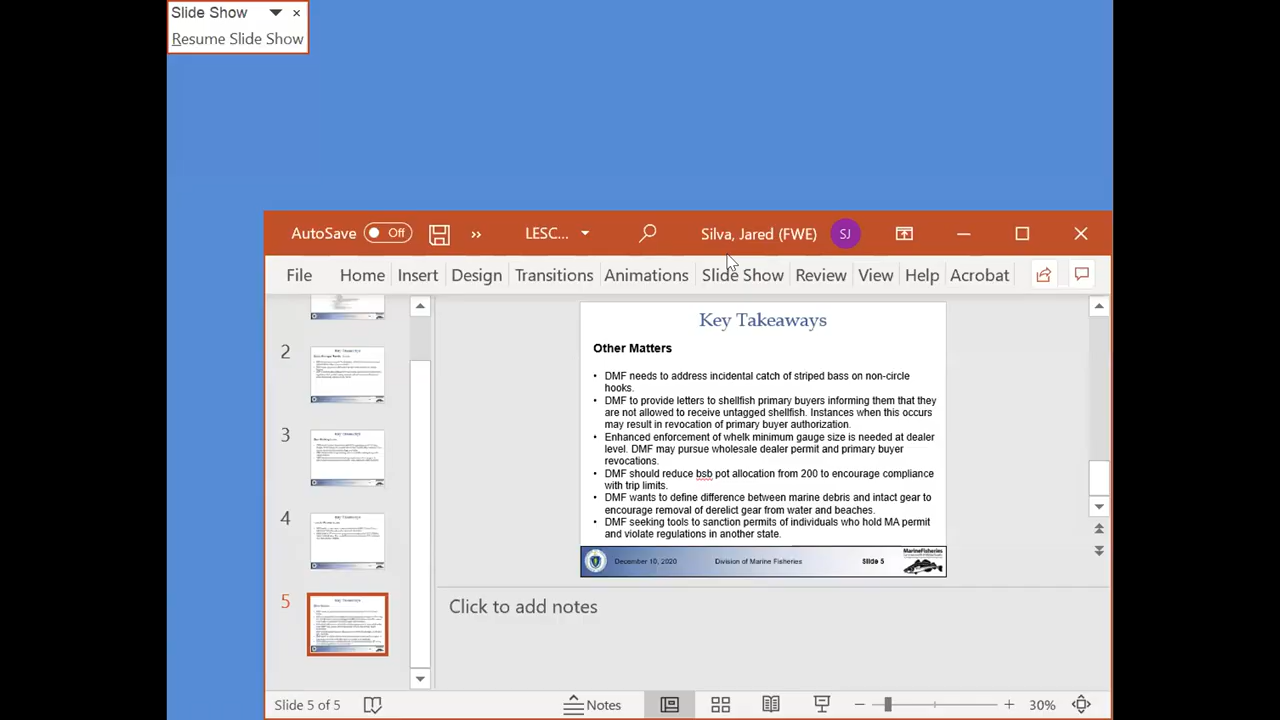 Slide Show
Resume Slide Show
AutoSave Off LESC... Silva, Jared (FWE) SJ
File Home Insert Design Transitions Animations Slide Show Review View Help Acrobat
2
3
4
5
Key Takeaways
Other Matters
• DMF needs to address incidental catch of striped bass on non-circle
hooks.
• DMF to provide letters to shellfish primary buyers informing them that they
are not allowed to receive untagged shellfish. Instances when this occurs
may result in revocation of primary buyer authorization.
• Enhanced enforcement of whelk minimum gauge size is needed at dealer
level. DMF may pursue wholesale dealer permit and primary buyer
revocations.
• DMF should reduce bsb pot allocation from 200 to encourage compliance
with trip limits.
• DMF wants to define difference between marine debris and intact gear to
encourage removal of derelict gear from water and beaches.
• DMF seeking tools to sanction permit of individuals who hold MA permit
and violate regulations in another state.
December 10, 2020 Division of Marine Fisheries Slide 5 MarineFisheries
Click to add notes
Slide 5 of 5 Notes 30%